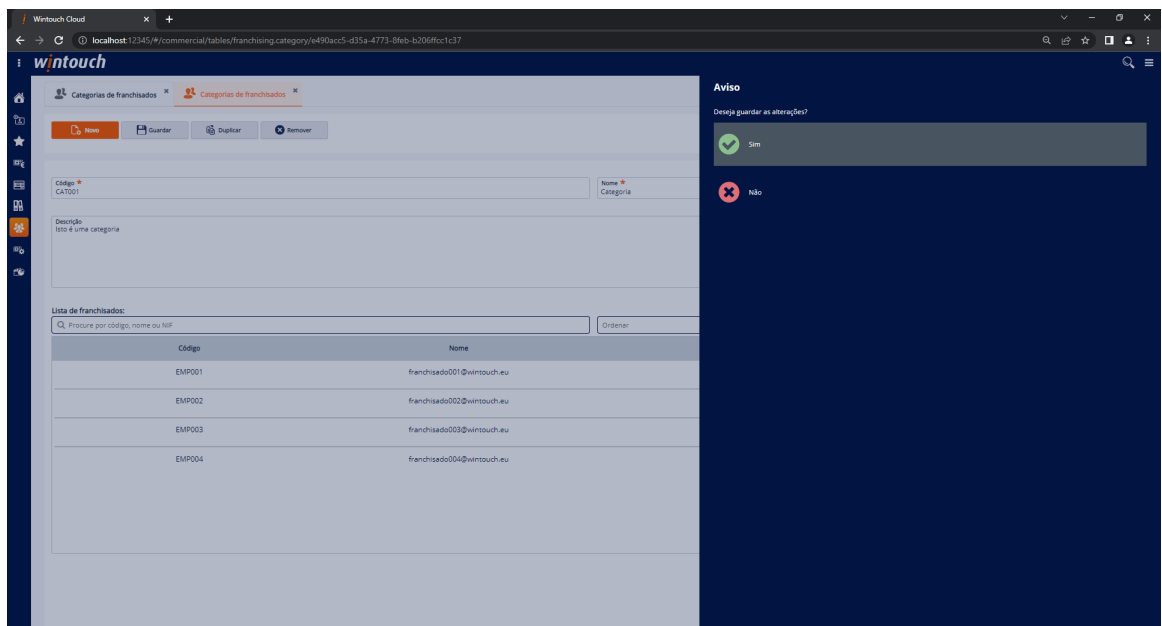 Wintouch Cloud
localhost:12345/#/commercial/tables/franchising.category/e490acc5-d35a-4773-8feb-b206ffcc1c37
wintouch
Categorias de franchisados
Categorias de franchisados
Novo
Guardar
Duplicar
Remover
Código *
CAT001
Nome *
Categoria
Descrição
Isto é uma categoria
Lista de franchisados:
Procure por código, nome ou NIF
Ordenar
Código Nome
EMP001 franchisado001@wintouch.eu
EMP002 franchisado002@wintouch.eu
EMP003 franchisado003@wintouch.eu
EMP004 franchisado004@wintouch.eu
Aviso
Deseja guardar as alterações?
Sim
Não